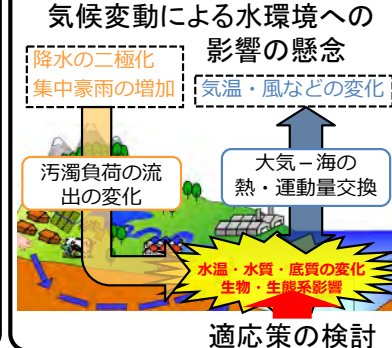 気候変動による水環境への
影響の懸念
降水の二極化
集中豪雨の増加
気温・風などの変化
汚濁負荷の流
出の変化
大気－海の
熱・運動量交換
水温・水質・底質の変化
生物・生態系影響
適応策の検討